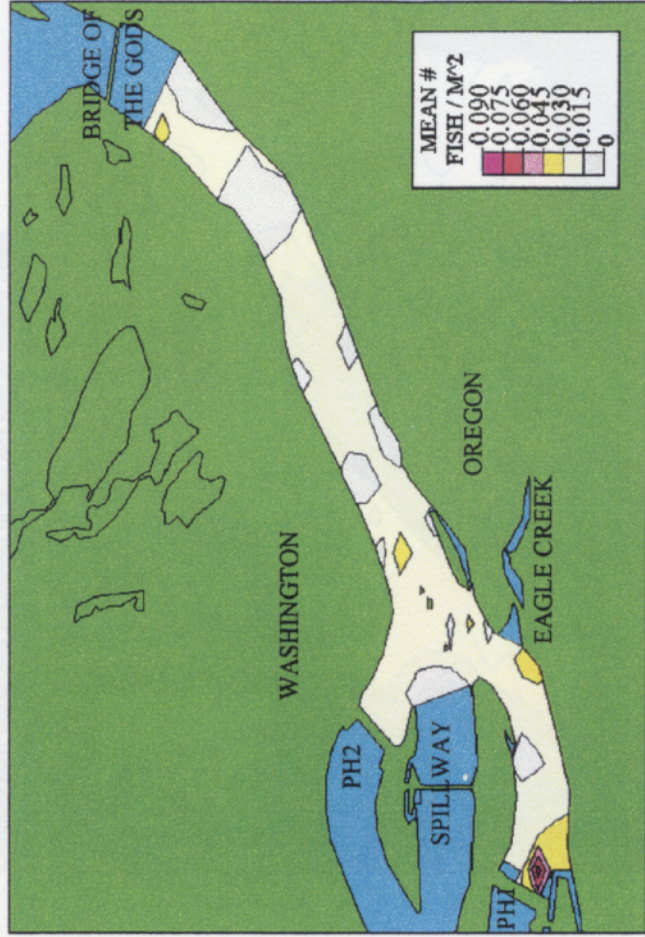 BRIDGE OF
THE GODS
WASHINGTON
OREGON
EAGLE CREEK
PH2
SPILLWAY
PH1
MEAN #
FISH / M^2
0.090
0.075
0.060
0.045
0.030
0.015
0